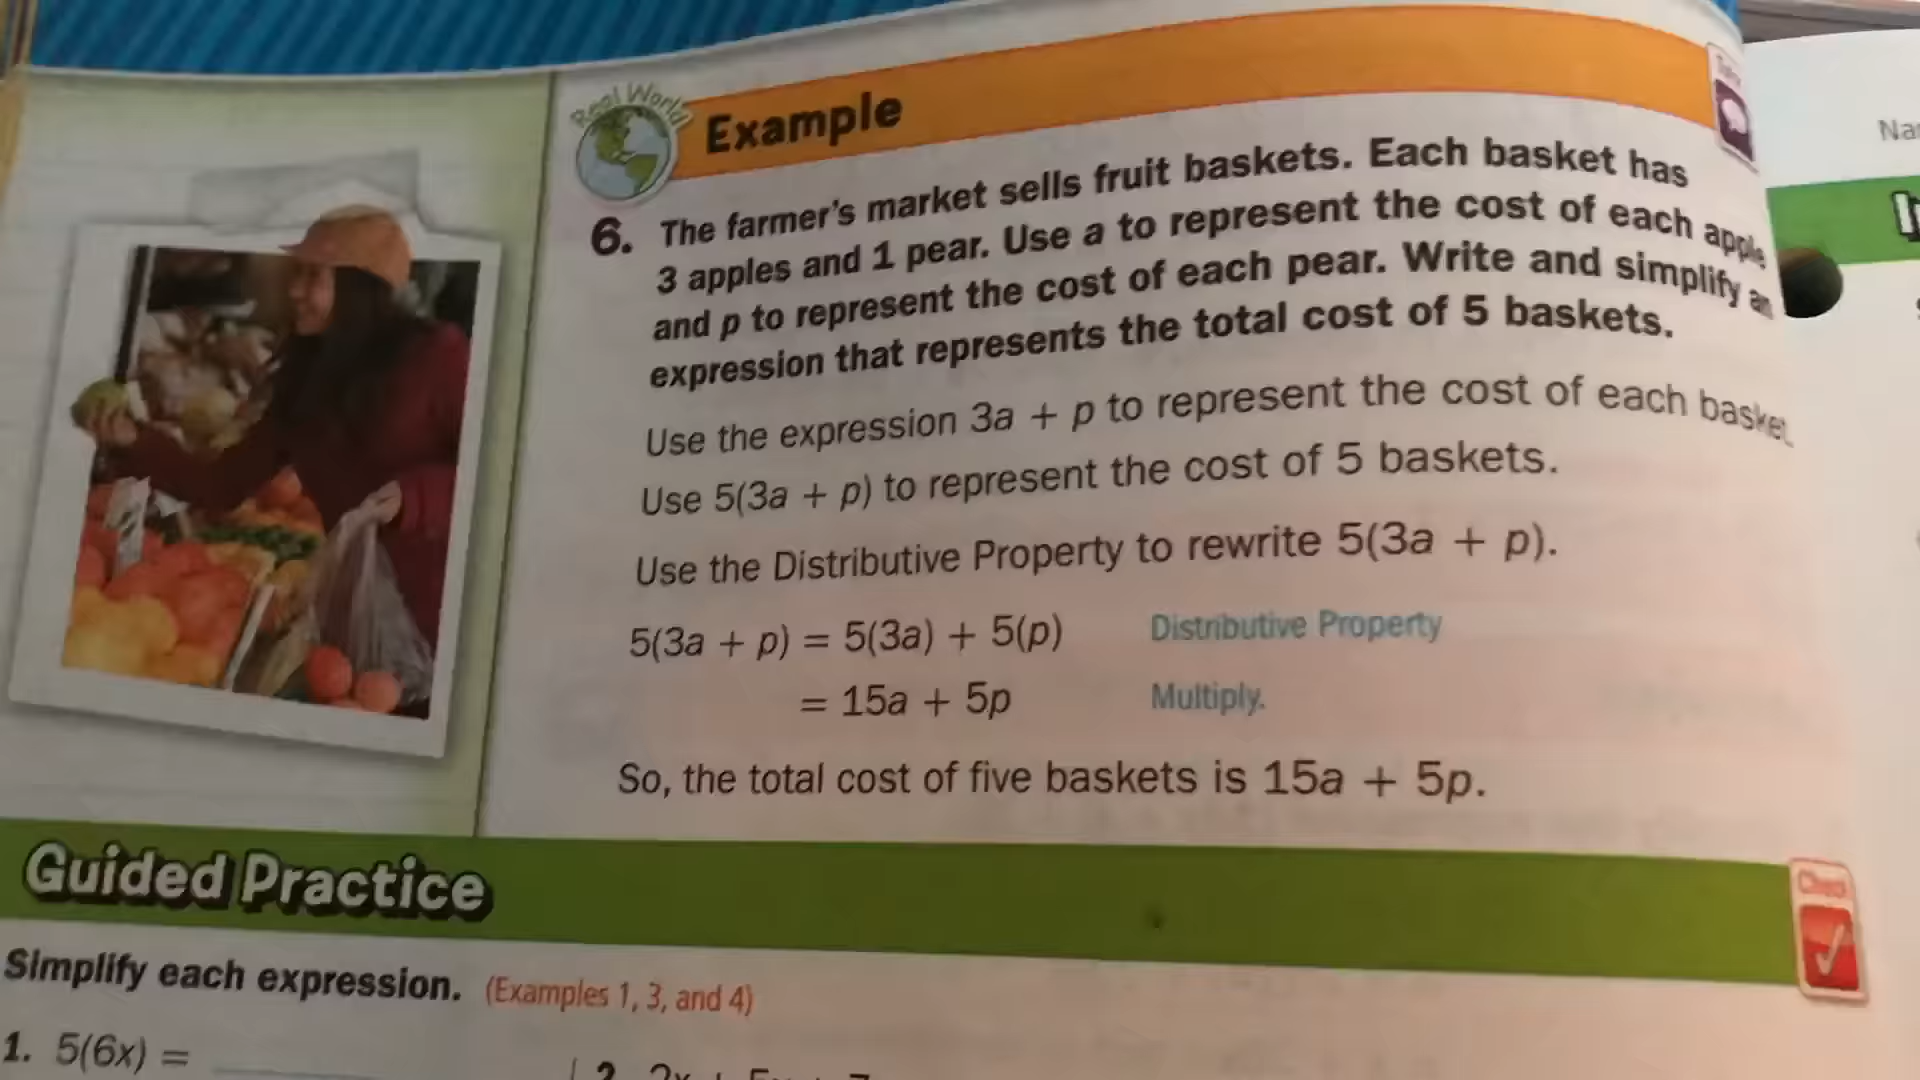 Real World
Example
6. The farmer's market sells fruit baskets. Each basket has
3 apples and 1 pear. Use a to represent the cost of each apple
and p to represent the cost of each pear. Write and simplify an
expression that represents the total cost of 5 baskets.
Use the expression 3a + p to represent the cost of each basket.
Use 5(3a + p) to represent the cost of 5 baskets.
Use the Distributive Property to rewrite 5(3a + p).
5(3a + p) = 5(3a) + 5(p) Distributive Property
= 15a + 5p Multiply.
So, the total cost of five baskets is 15a + 5p.
Guided Practice
Check
Simplify each expression. (Examples 1, 3, and 4)
1. 5(6x) =
2.